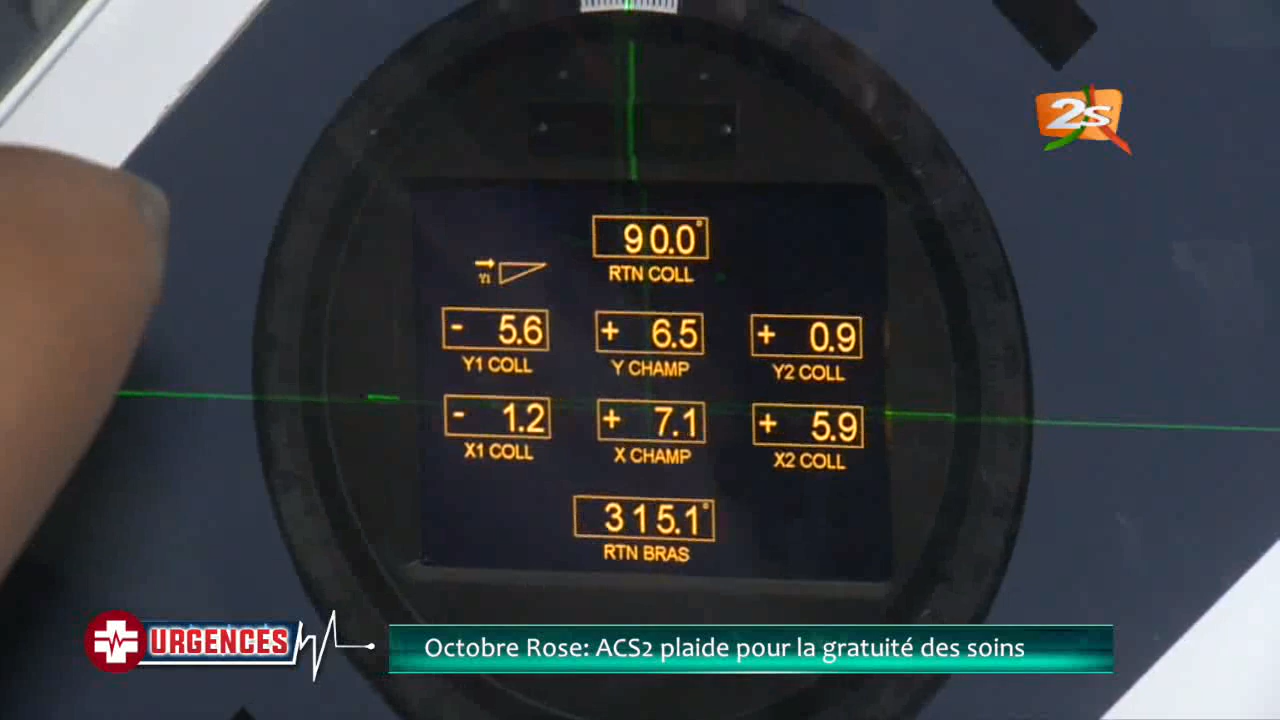 2s
90.0°
RTN COLL
Y1
- 5.6
+ 6.5
+ 0.9
Y1 COLL
Y CHAMP
Y2 COLL
- 1.2
+ 7.1
+ 5.9
X1 COLL
X CHAMP
X2 COLL
315.1°
RTN BRAS
URGENCES
Octobre Rose: ACS2 plaide pour la gratuité des soins